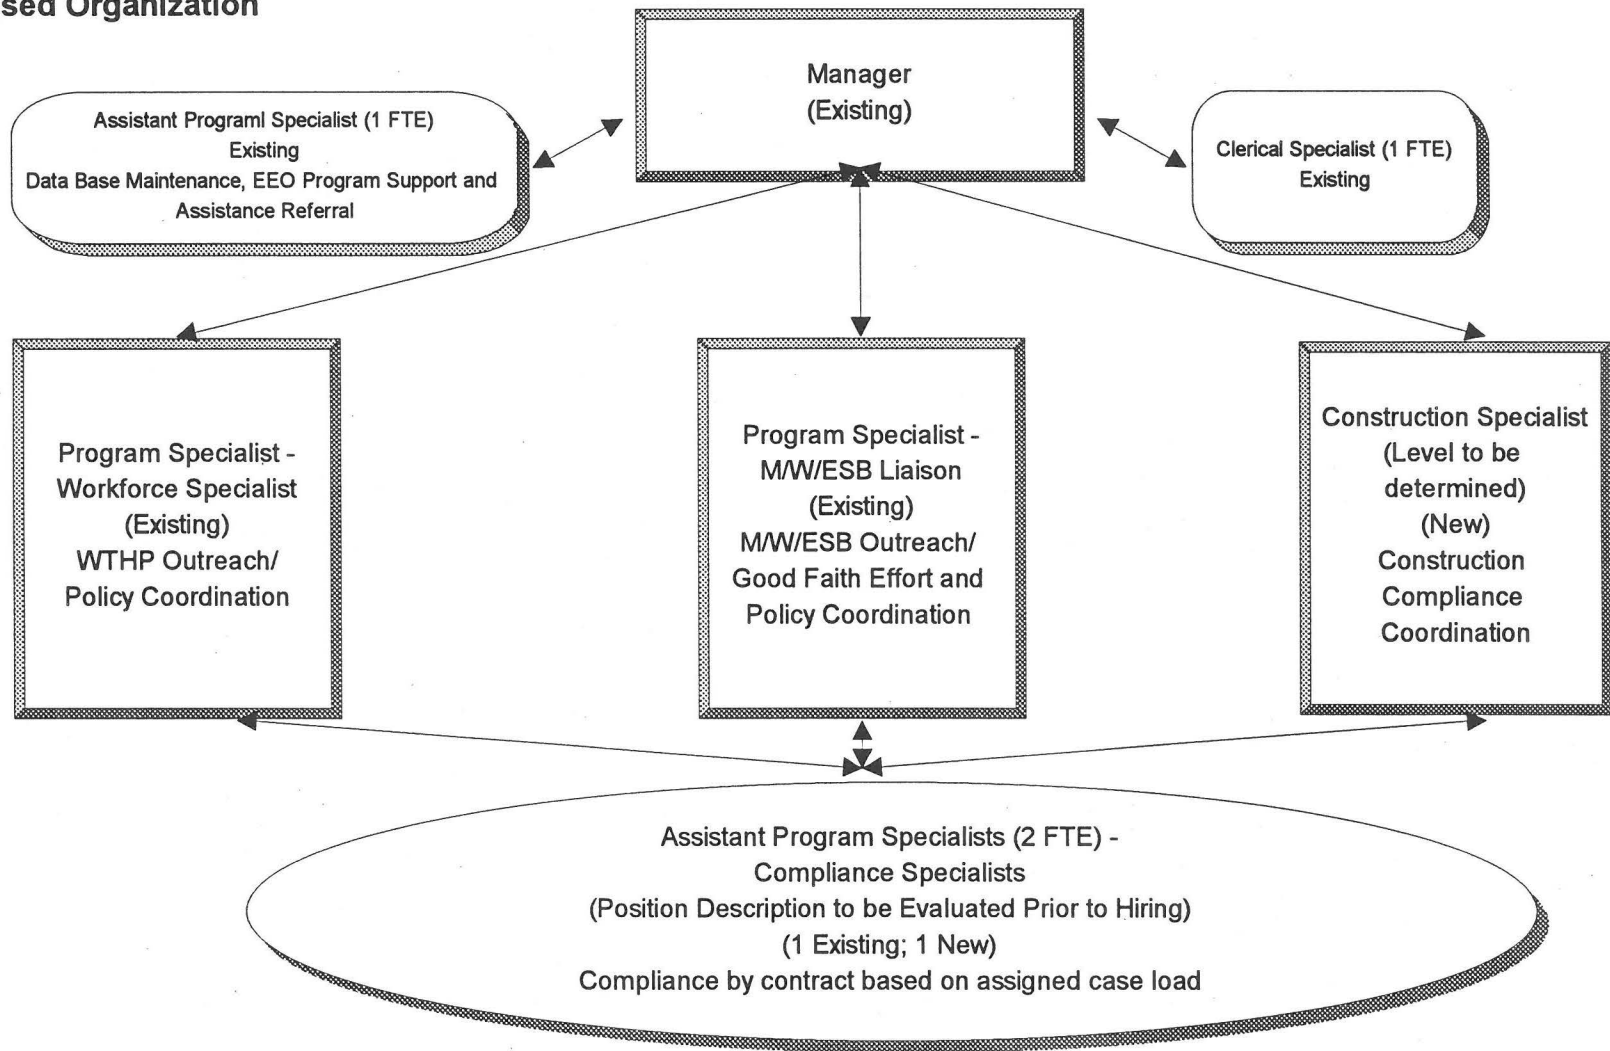 sed Organization
Manager
(Existing)
Assistant Programl Specialist (1 FTE)
Existing
Data Base Maintenance, EEO Program Support and
Assistance Referral
Clerical Specialist (1 FTE)
Existing
Program Specialist -
Workforce Specialist
(Existing)
WTHP Outreach/
Policy Coordination
Program Specialist -
M/W/ESB Liaison
(Existing)
M/W/ESB Outreach/
Good Faith Effort and
Policy Coordination
Construction Specialist
(Level to be
determined)
(New)
Construction
Compliance
Coordination
Assistant Program Specialists (2 FTE) -
Compliance Specialists
(Position Description to be Evaluated Prior to Hiring)
(1 Existing; 1 New)
Compliance by contract based on assigned case load